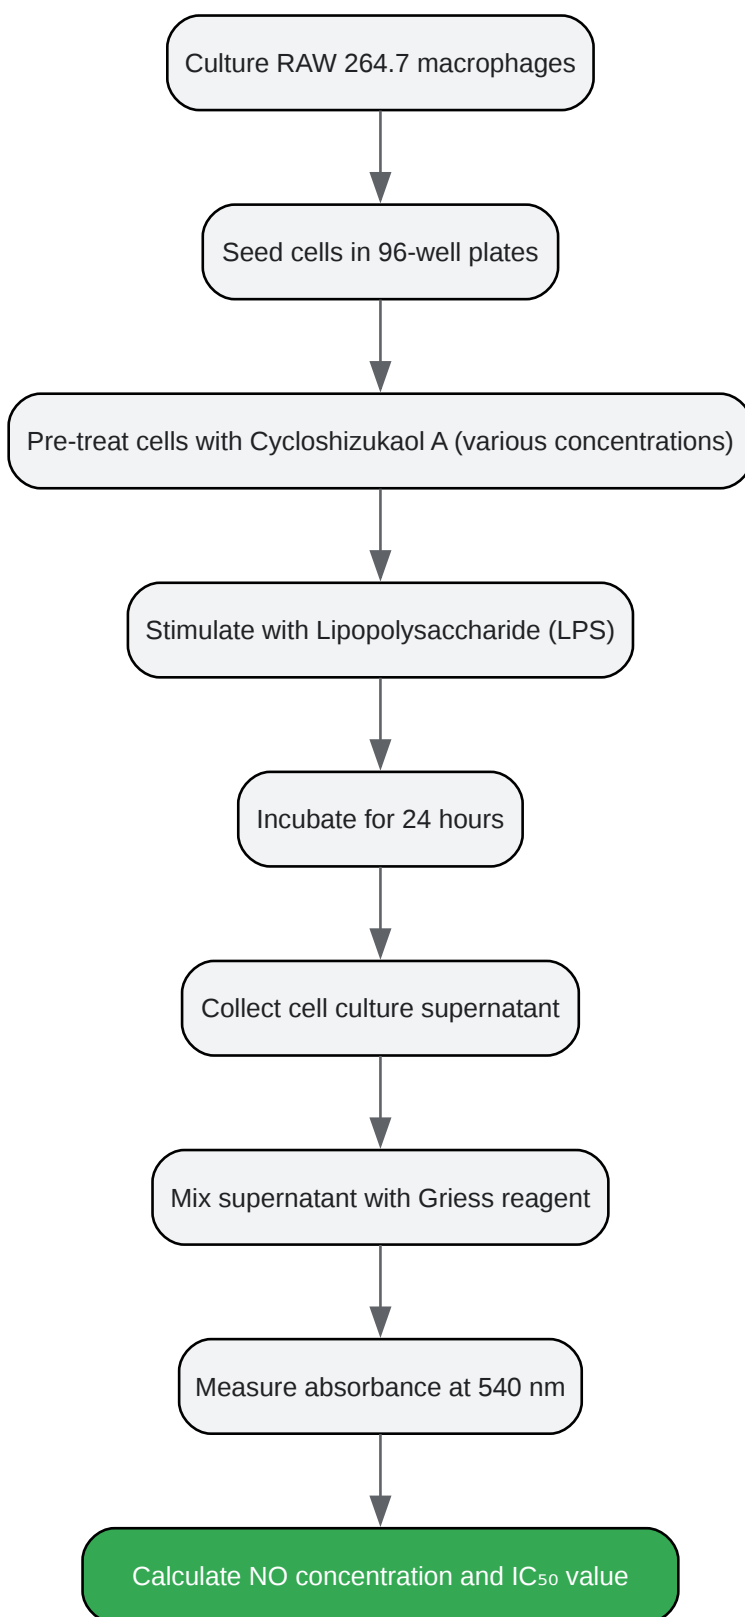 Culture RAW 264.7 macrophages
Seed cells in 96-well plates
Pre-treat cells with Cycloshizukaol A (various concentrations)
Stimulate with Lipopolysaccharide (LPS)
Incubate for 24 hours
Collect cell culture supernatant
Mix supernatant with Griess reagent
Measure absorbance at 540 nm
Calculate NO concentration and IC₅₀ value